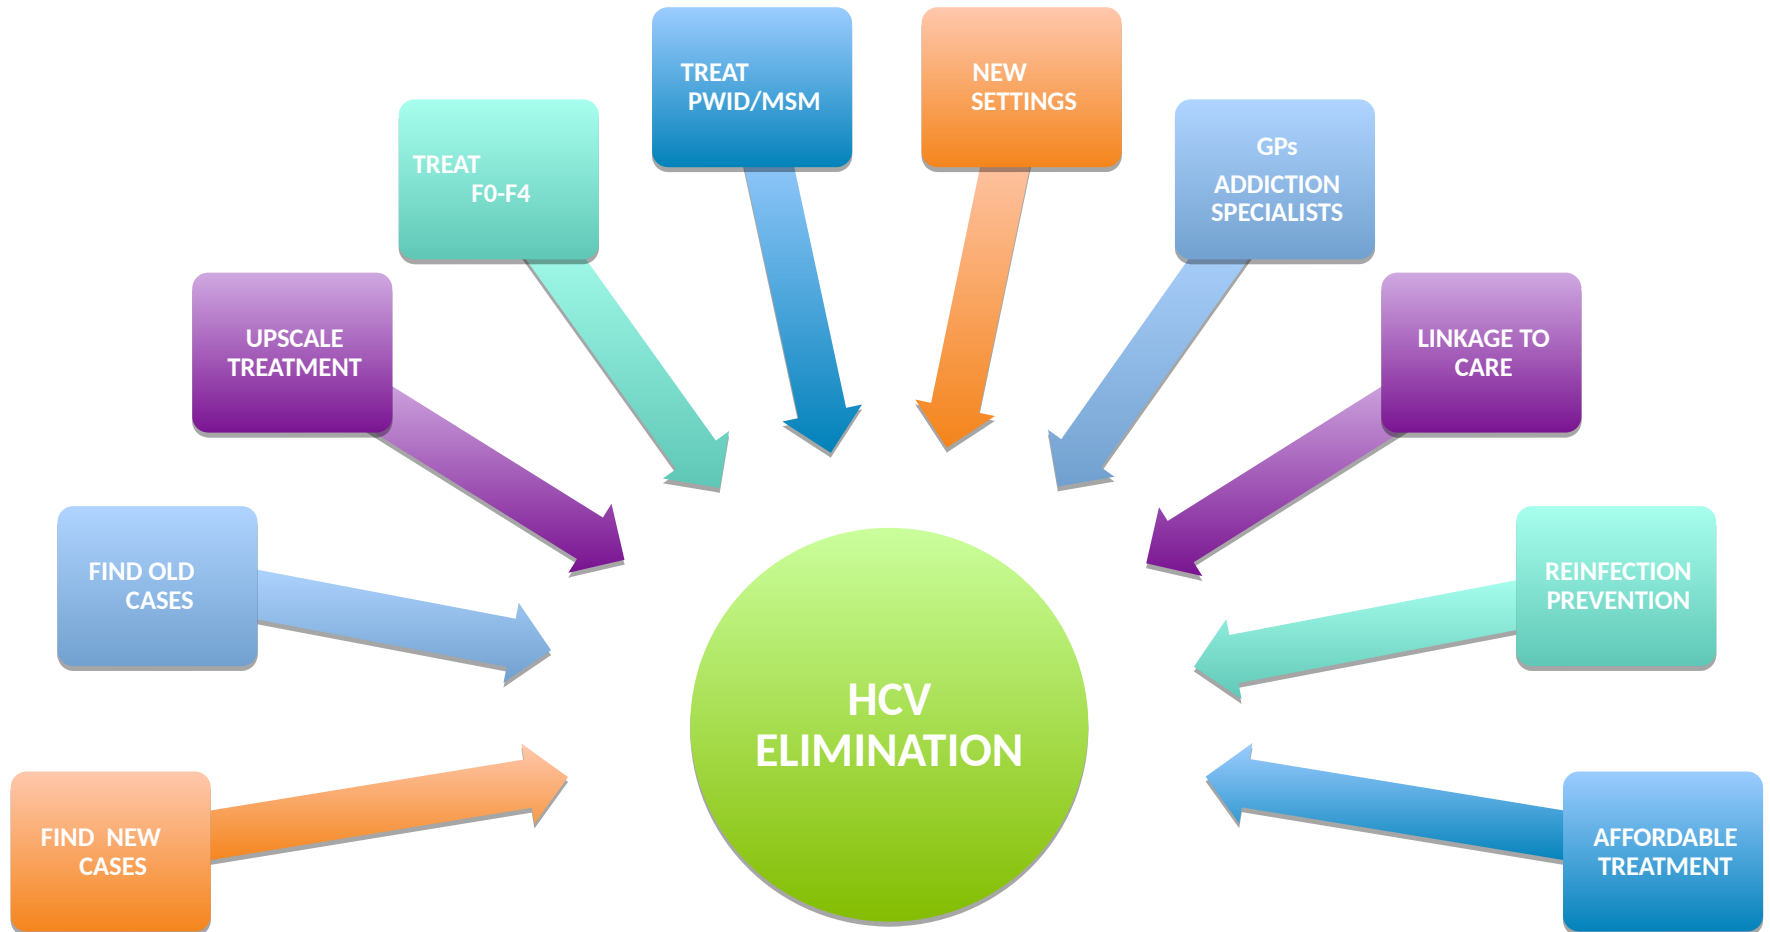 TREAT
PWID/MSM
NEW
SETTINGS
TREAT
F0-F4
GPs
ADDICTION
SPECIALISTS
UPSCALE
TREATMENT
LINKAGE TO
CARE
FIND OLD
CASES
REINFECTION
PREVENTION
HCV
ELIMINATION
FIND NEW
CASES
AFFORDABLE
TREATMENT